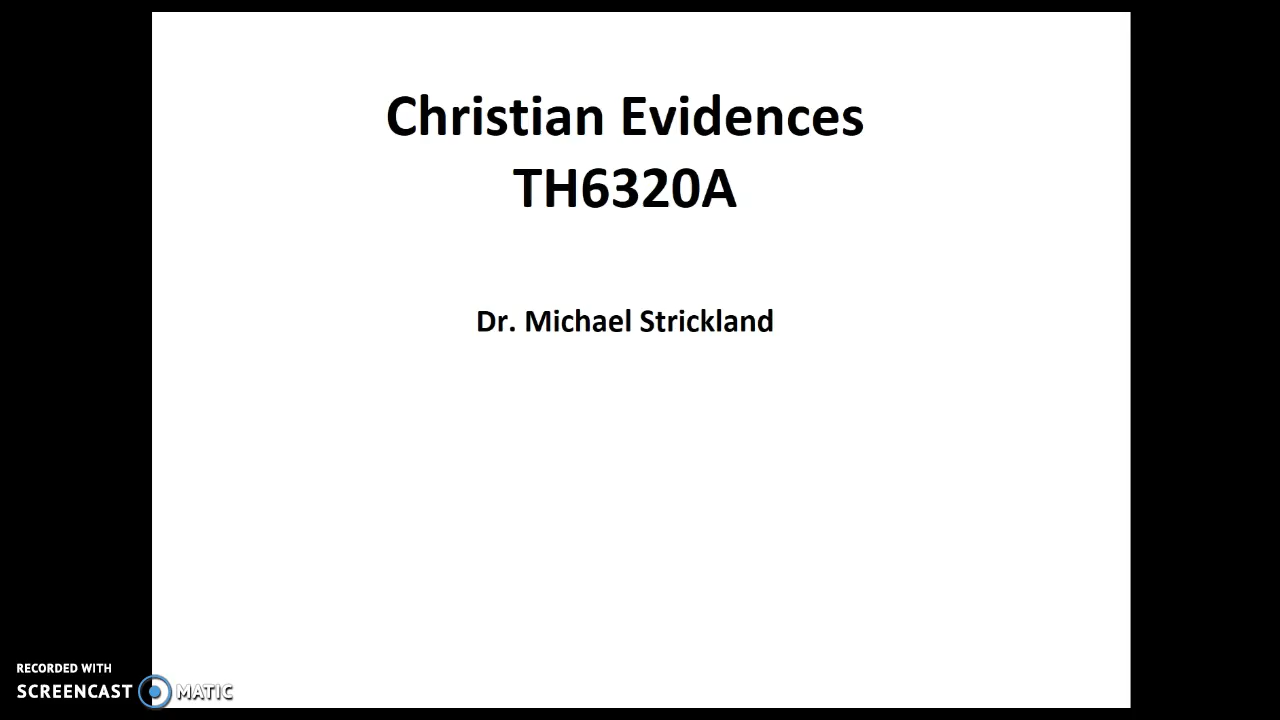 Christian Evidences
TH6320A
Dr. Michael Strickland
RECORDED WITH
SCREENCAST MATIC